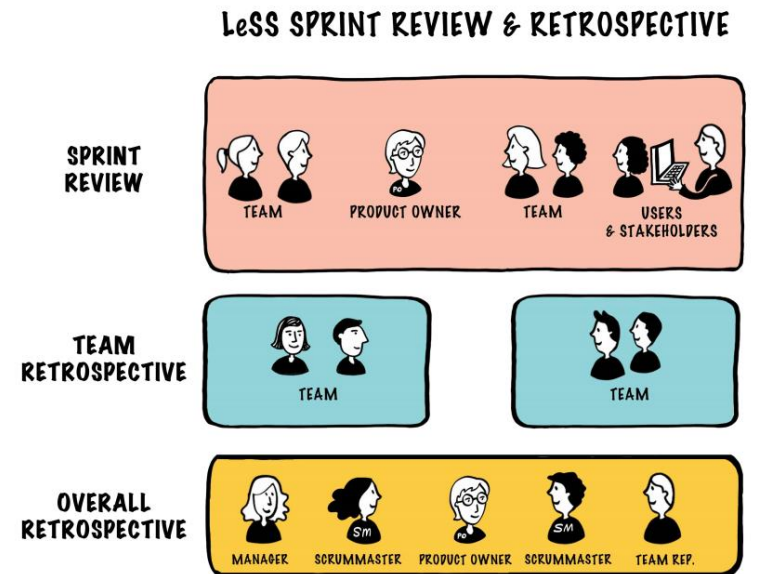 LeSS SPRINT REVIEW & RETROSPECTIVE
SPRINT
REVIEW
PO
TEAM
PRODUCT OWNER
TEAM
USERS
& STAKEHOLDERS
TEAM
RETROSPECTIVE
TEAM
TEAM
OVERALL
RETROSPECTIVE
SM
PO
SM
MANAGER
SCRUMMASTER
PRODUCT OWNER
SCRUMMASTER
TEAM REP.